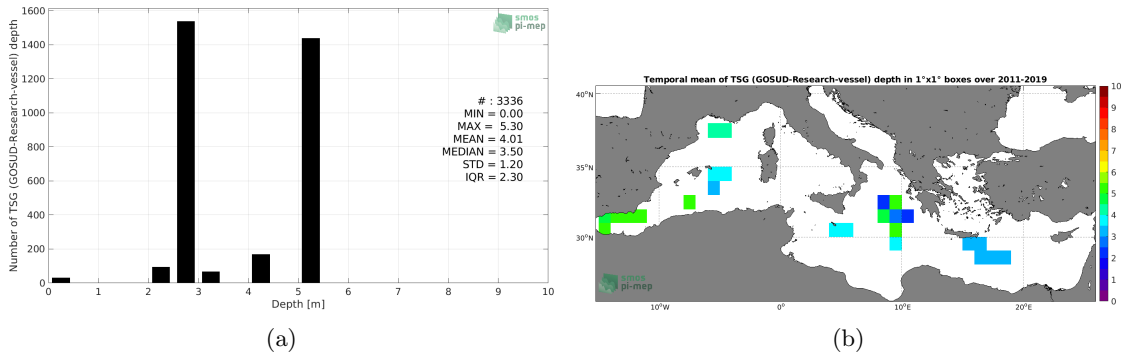 smos
pi-mep
1600
1400
1200
1000
800
600
400
200
0
Number of TSG (GOSUD-Research-vessel) depth
# : 3336
MIN = 0.00
MAX = 5.30
MEAN = 4.01
MEDIAN = 3.50
STD = 1.20
IQR = 2.30
0 1 2 3 4 5 6 7 8 9 10
Depth [m]
(a)
Temporal mean of TSG (GOSUD-Research-vessel) depth in 1°x1° boxes over 2011-2019
40°N
35°N
30°N
10°W 0° 10°E 20°E
10
9
8
7
6
5
4
3
2
1
0
smos
pi-mep
(b)